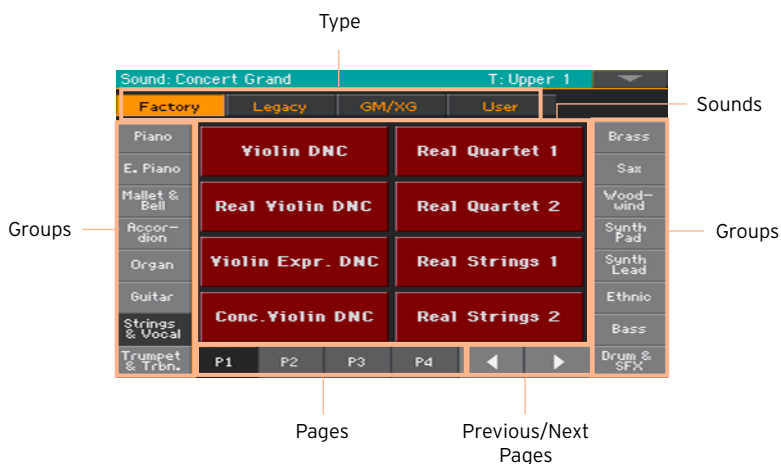 Type
Sound: Concert Grand T: Upper 1
Factory Legacy GM/XG User
Sounds
Groups
Piano
E. Piano
Mallet &
Bell
Accor-
dion
Organ
Guitar
Strings
& Vocal
Trumpet
& Trbn.
Violin DNC Real Quartet 1
Real Violin DNC Real Quartet 2
Violin Expr. DNC Real Strings 1
Conc.Violin DNC Real Strings 2
Brass
Sax
Wood-
wind
Synth
Pad
Synth
Lead
Ethnic
Bass
Drum &
SFX
Groups
P1 P2 P3 P4
Pages
Previous/Next
Pages